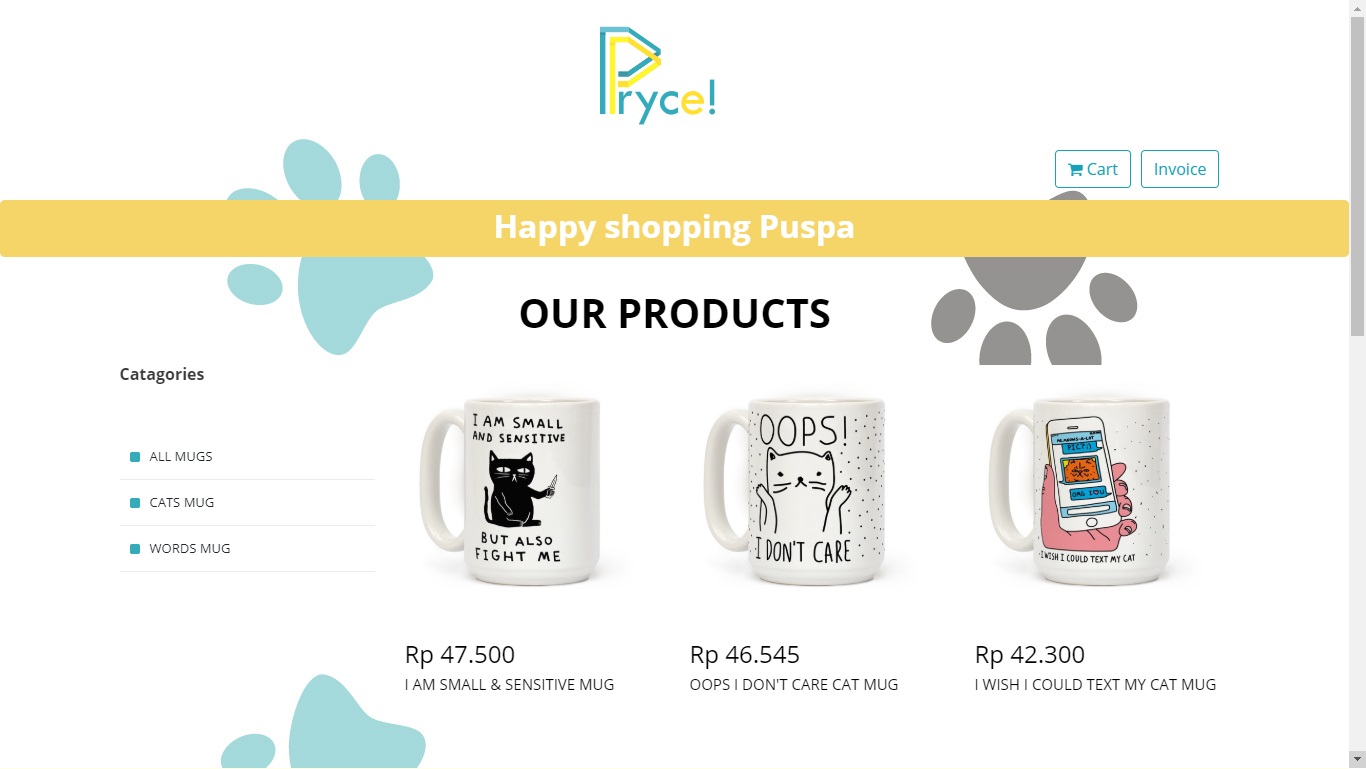 Pryce!
Cart
Invoice
Happy shopping Puspa
OUR PRODUCTS
Catagories
ALL MUGS
CATS MUG
WORDS MUG
I AM SMALL
AND SENSITIVE
BUT ALSO
FIGHT ME
OOPS!
I DON'T CARE
PICS?
OMG I LOVE U
I WISH I COULD TEXT MY CAT
Rp 47.500
I AM SMALL & SENSITIVE MUG
Rp 46.545
OOPS I DON'T CARE CAT MUG
Rp 42.300
I WISH I COULD TEXT MY CAT MUG